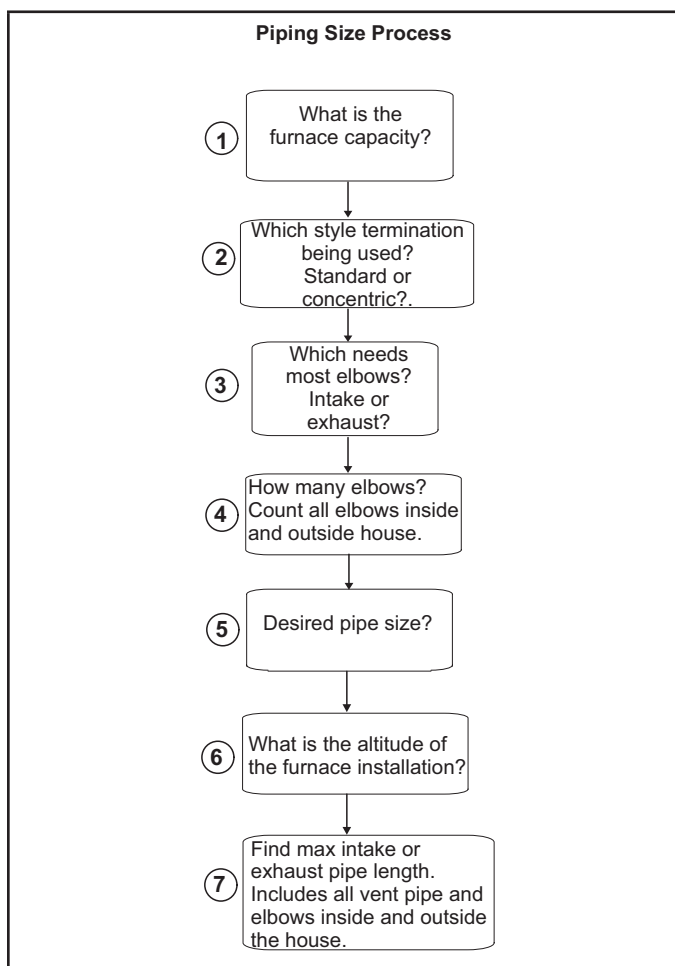 Piping Size Process
1
What is the
furnace capacity?
2
Which style termination
being used?
Standard or
concentric?.
3
Which needs
most elbows?
Intake or
exhaust?
4
How many elbows?
Count all elbows inside
and outside house.
5
Desired pipe size?
6
What is the altitude of
the furnace installation?
7
Find max intake or
exhaust pipe length.
Includes all vent pipe and
elbows inside and outside
the house.